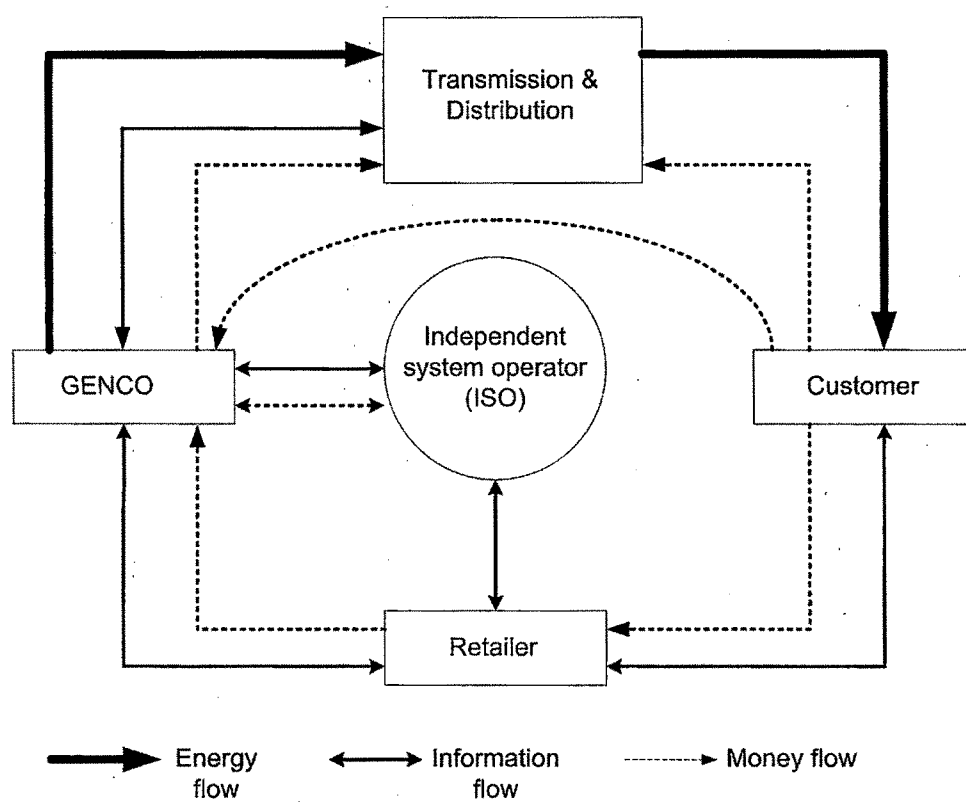 Transmission &
Distribution
Independent
system operator
(ISO)
GENCO
Customer
Retailer
Energy
flow
Information
flow
Money flow